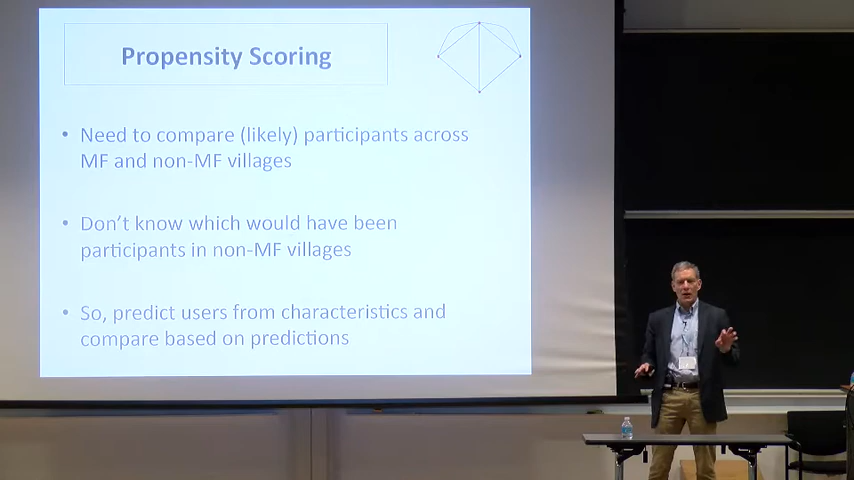 Propensity Scoring
• Need to compare (likely) participants across
MF and non-MF villages
• Don't know which would have been
participants in non-MF villages
• So, predict users from characteristics and
compare based on predictions